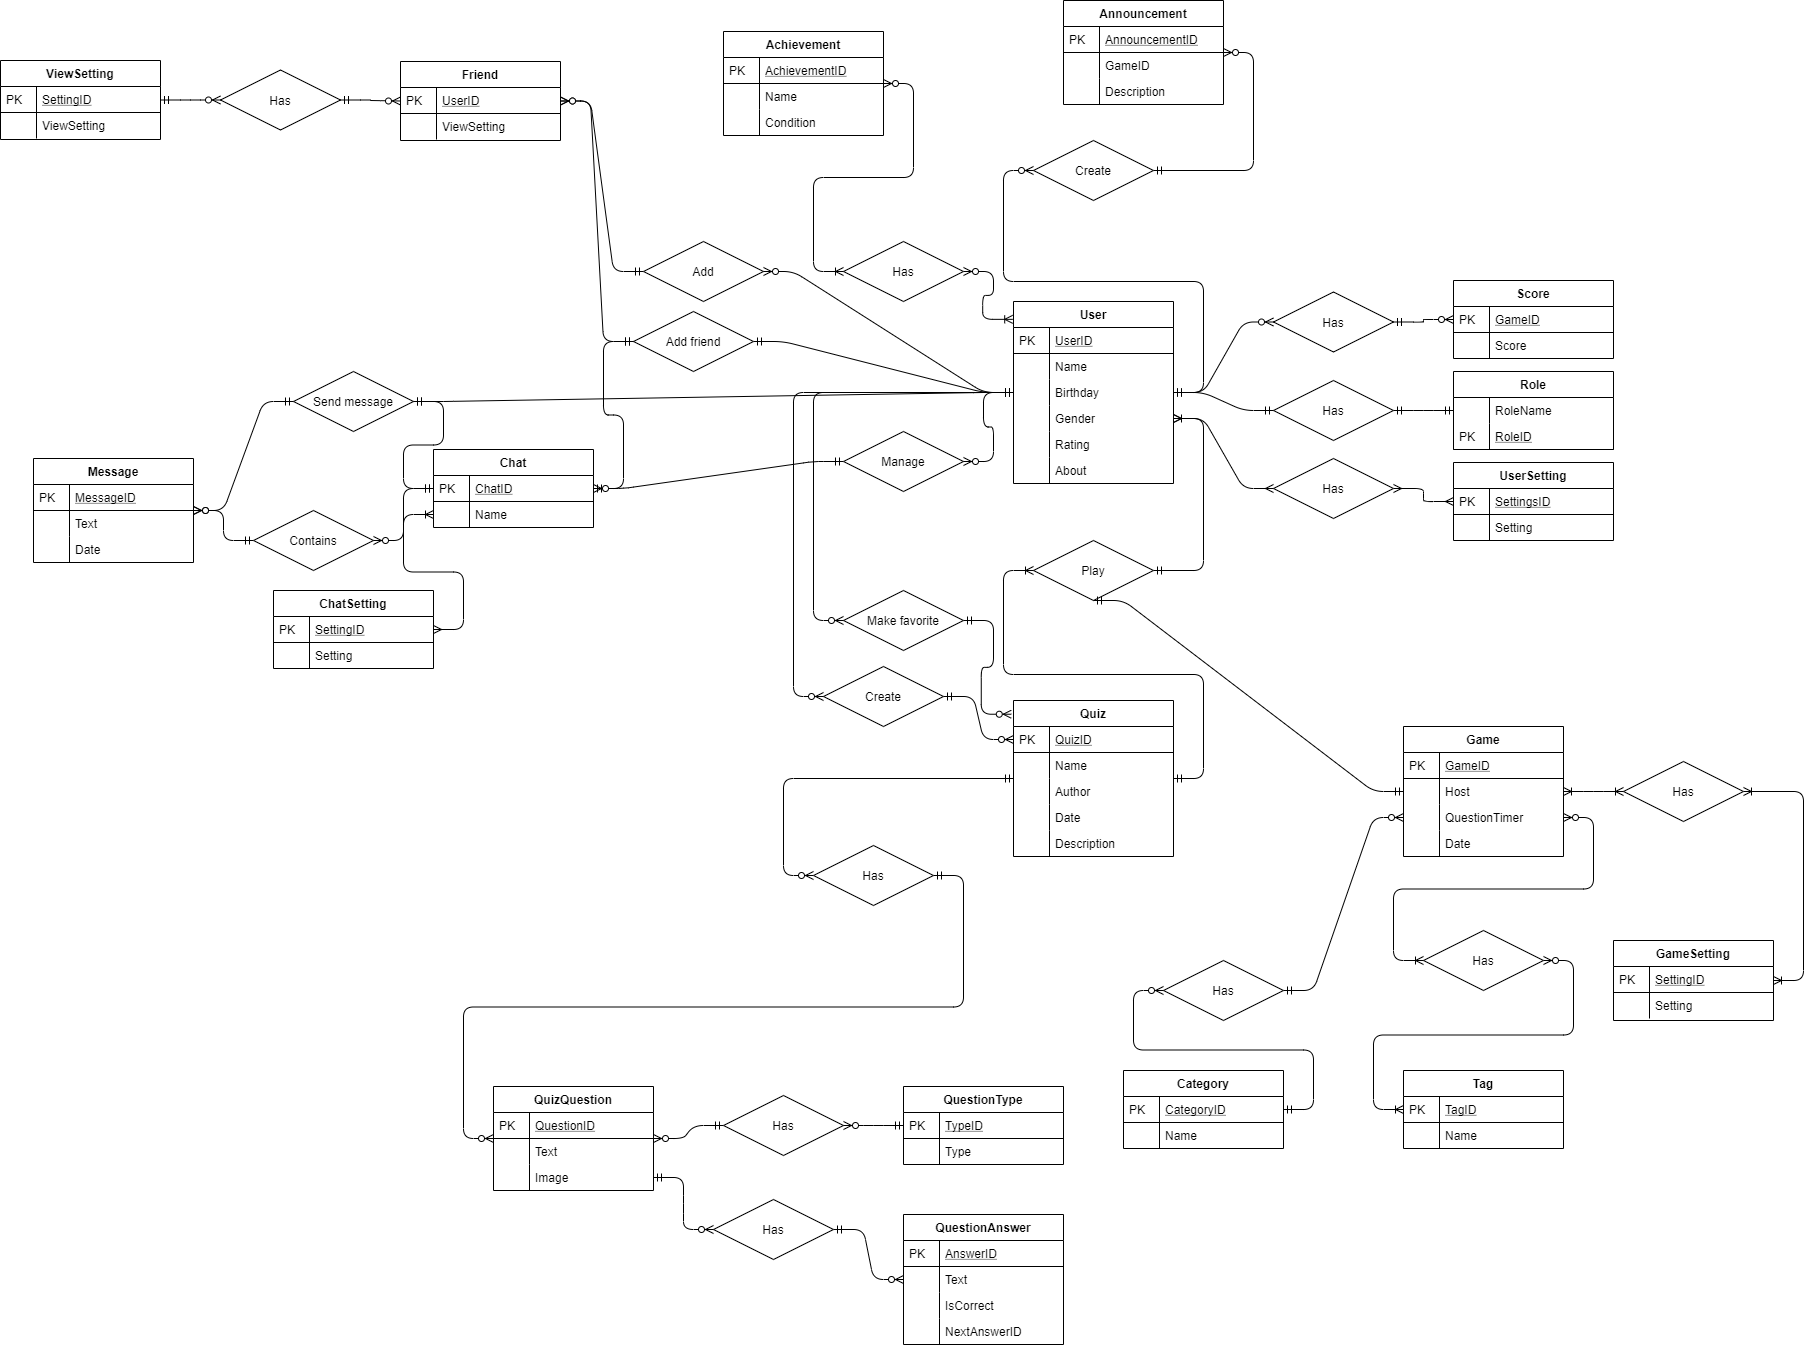 Announcement
PK AnnouncementID
GameID
Description
Achievement
PK AchievementID
Name
Condition
ViewSetting
PK SettingID
ViewSetting
Has
Friend
PK UserID
ViewSetting
Create
Add
Has
Add friend
User
PK UserID
Name
Birthday
Gender
Rating
About
Has
Score
PK GameID
Score
Has
Role
RoleName
PK RoleID
Has
UserSetting
PK SettingsID
Setting
Send message
Manage
Message
PK MessageID
Text
Date
Chat
PK ChatID
Name
Contains
ChatSetting
PK SettingID
Setting
Play
Make favorite
Create
Quiz
PK QuizID
Name
Author
Date
Description
Game
PK GameID
Host
QuestionTimer
Date
Has
Has
Has
Has
GameSetting
PK SettingID
Setting
Category
PK CategoryID
Name
Tag
PK TagID
Name
QuizQuestion
PK QuestionID
Text
Image
Has
QuestionType
PK TypeID
Type
Has
QuestionAnswer
PK AnswerID
Text
IsCorrect
NextAnswerID